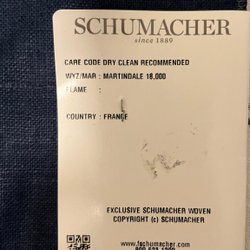 SCHUMACHER
since 1889
CARE CODE DRY CLEAN RECOMMENDED
WYZ/MAR : MARTINDALE 18,000
FLAME :
COUNTRY : FRANCE
EXCLUSIVE SCHUMACHER WOVEN
COPYRIGHT (c) SCHUMACHER
www.fschumacher.com